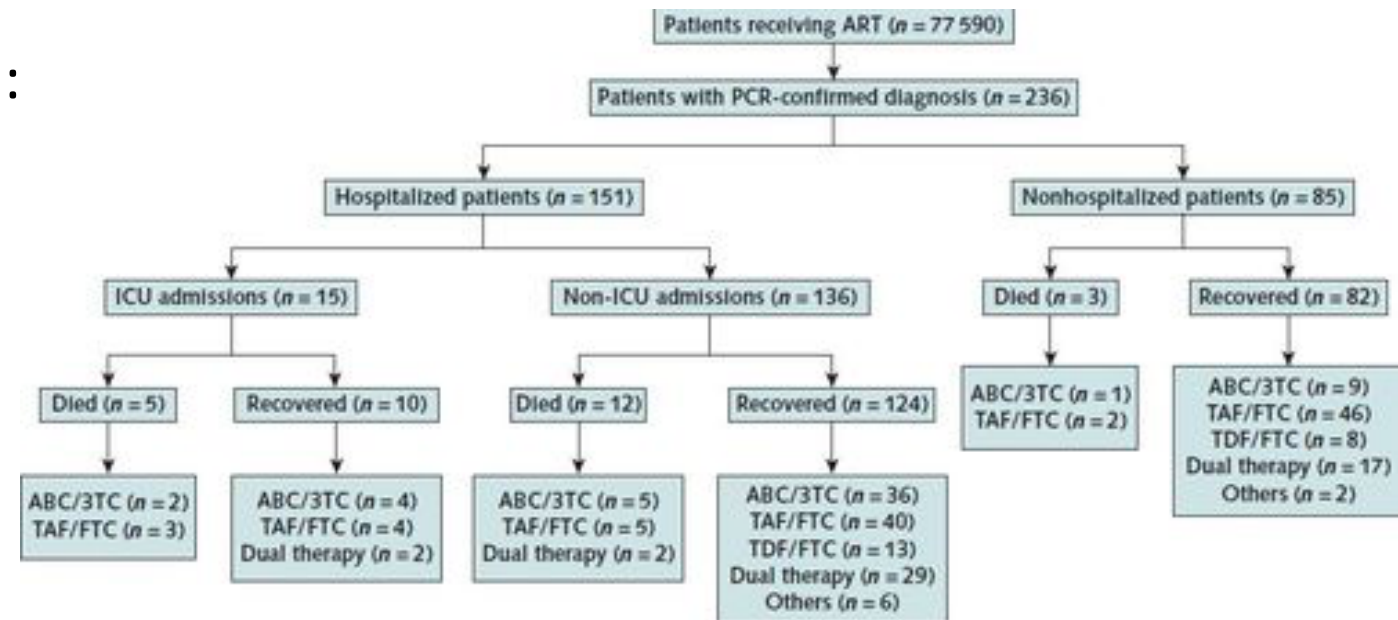 :
Patients receiving ART (n = 77 590)
Patients with PCR-confirmed diagnosis (n = 236)
Hospitalized patients (n = 151)
Nonhospitalized patients (n = 85)
ICU admissions (n = 15)
Non-ICU admissions (n = 136)
Died (n = 3)
Recovered (n = 82)
Died (n = 5)
Recovered (n = 10)
Died (n = 12)
Recovered (n = 124)
ABC/3TC (n = 1)
TAF/FTC (n = 2)
ABC/3TC (n = 9)
TAF/FTC (n = 46)
TDF/FTC (n = 8)
Dual therapy (n = 17)
Others (n = 2)
ABC/3TC (n = 2)
TAF/FTC (n = 3)
ABC/3TC (n = 4)
TAF/FTC (n = 4)
Dual therapy (n = 2)
ABC/3TC (n = 5)
TAF/FTC (n = 5)
Dual therapy (n = 2)
ABC/3TC (n = 36)
TAF/FTC (n = 40)
TDF/FTC (n = 13)
Dual therapy (n = 29)
Others (n = 6)